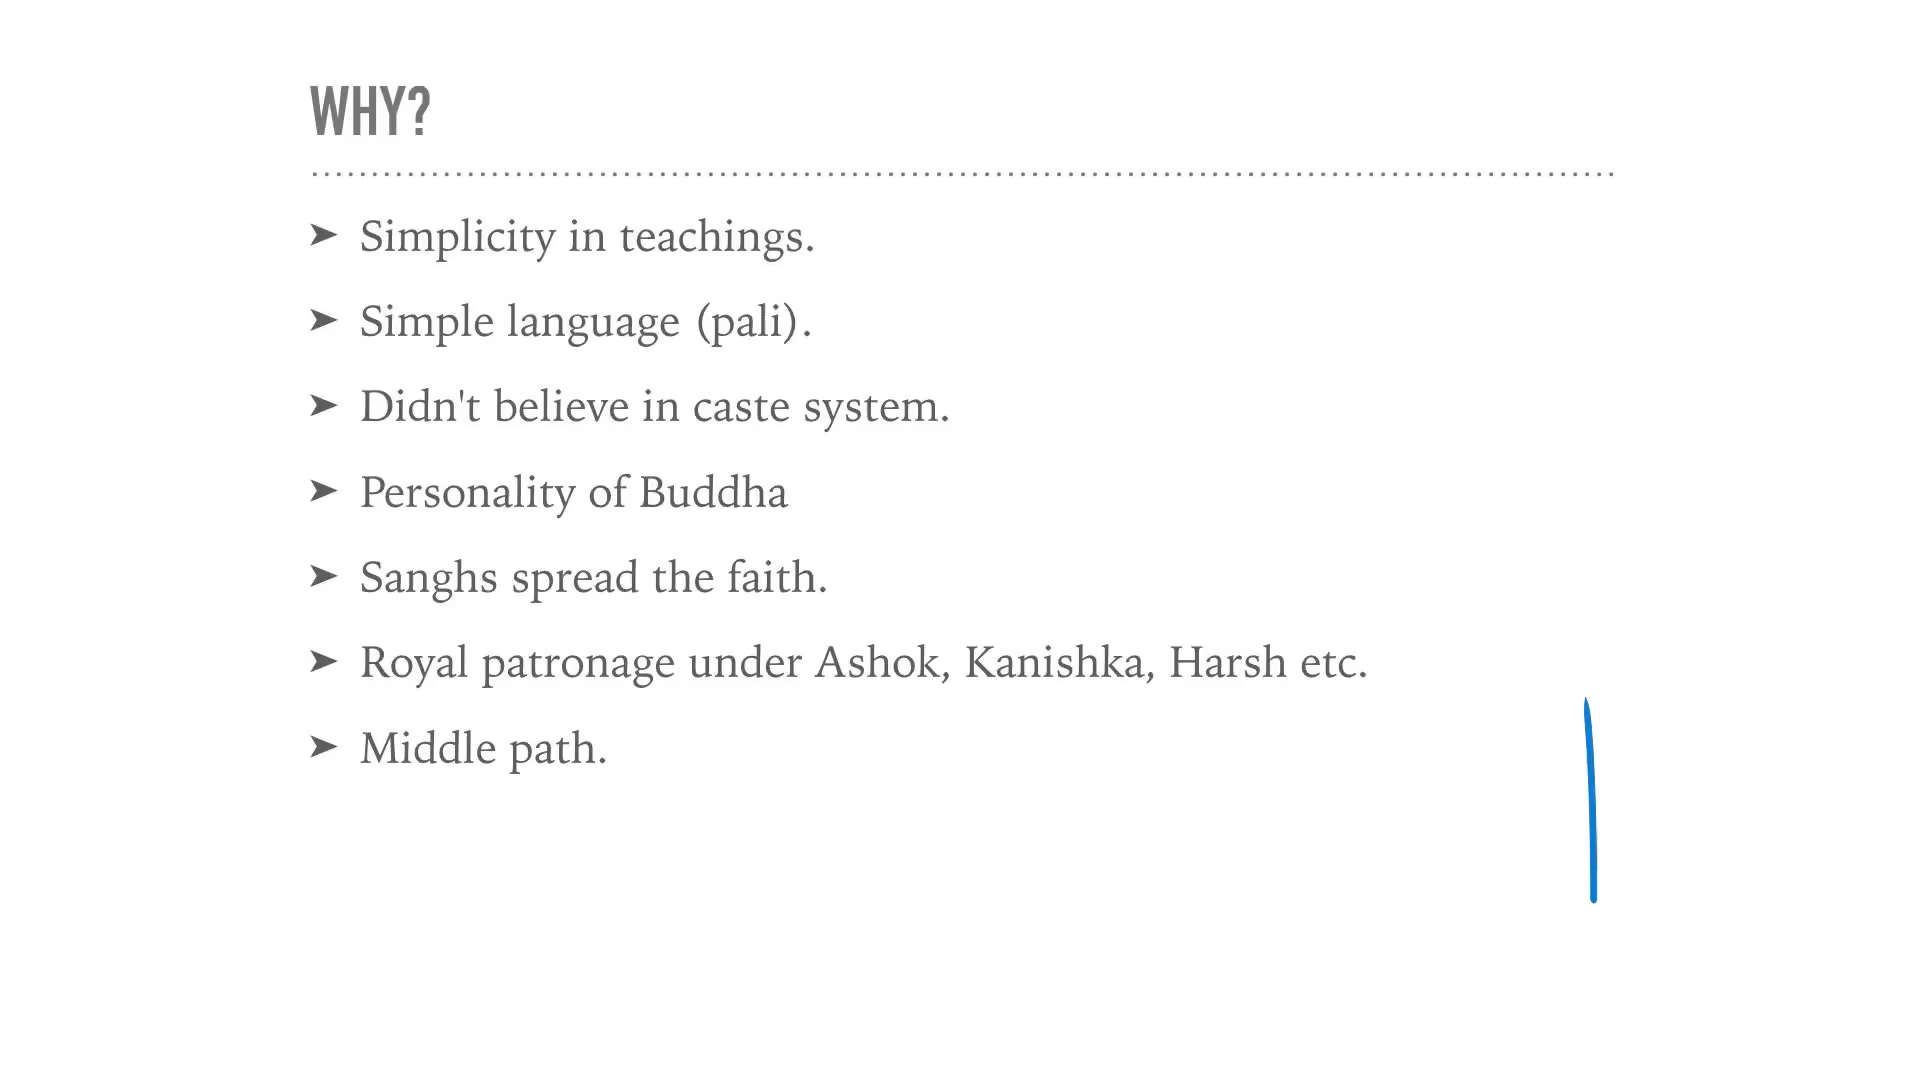 WHY?
➤ Simplicity in teachings.
➤ Simple language (pali).
➤ Didn't believe in caste system.
➤ Personality of Buddha
➤ Sanghs spread the faith.
➤ Royal patronage under Ashok, Kanishka, Harsh etc.
➤ Middle path.